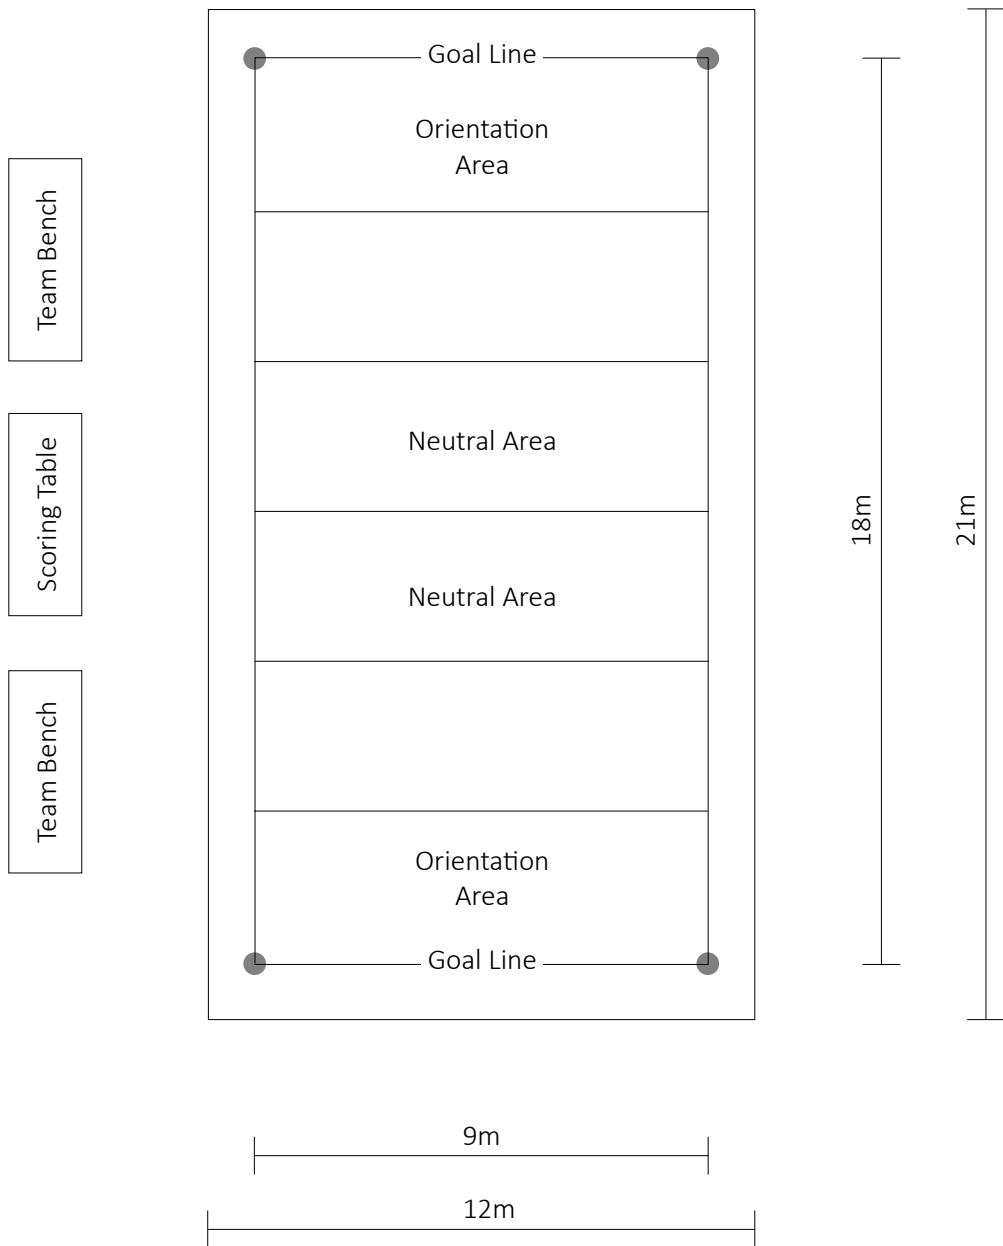 Goal Line
Orientation
Area
Team Bench
Neutral Area
Scoring Table
18m
21m
Neutral Area
Team Bench
Orientation
Area
Goal Line
9m
12m